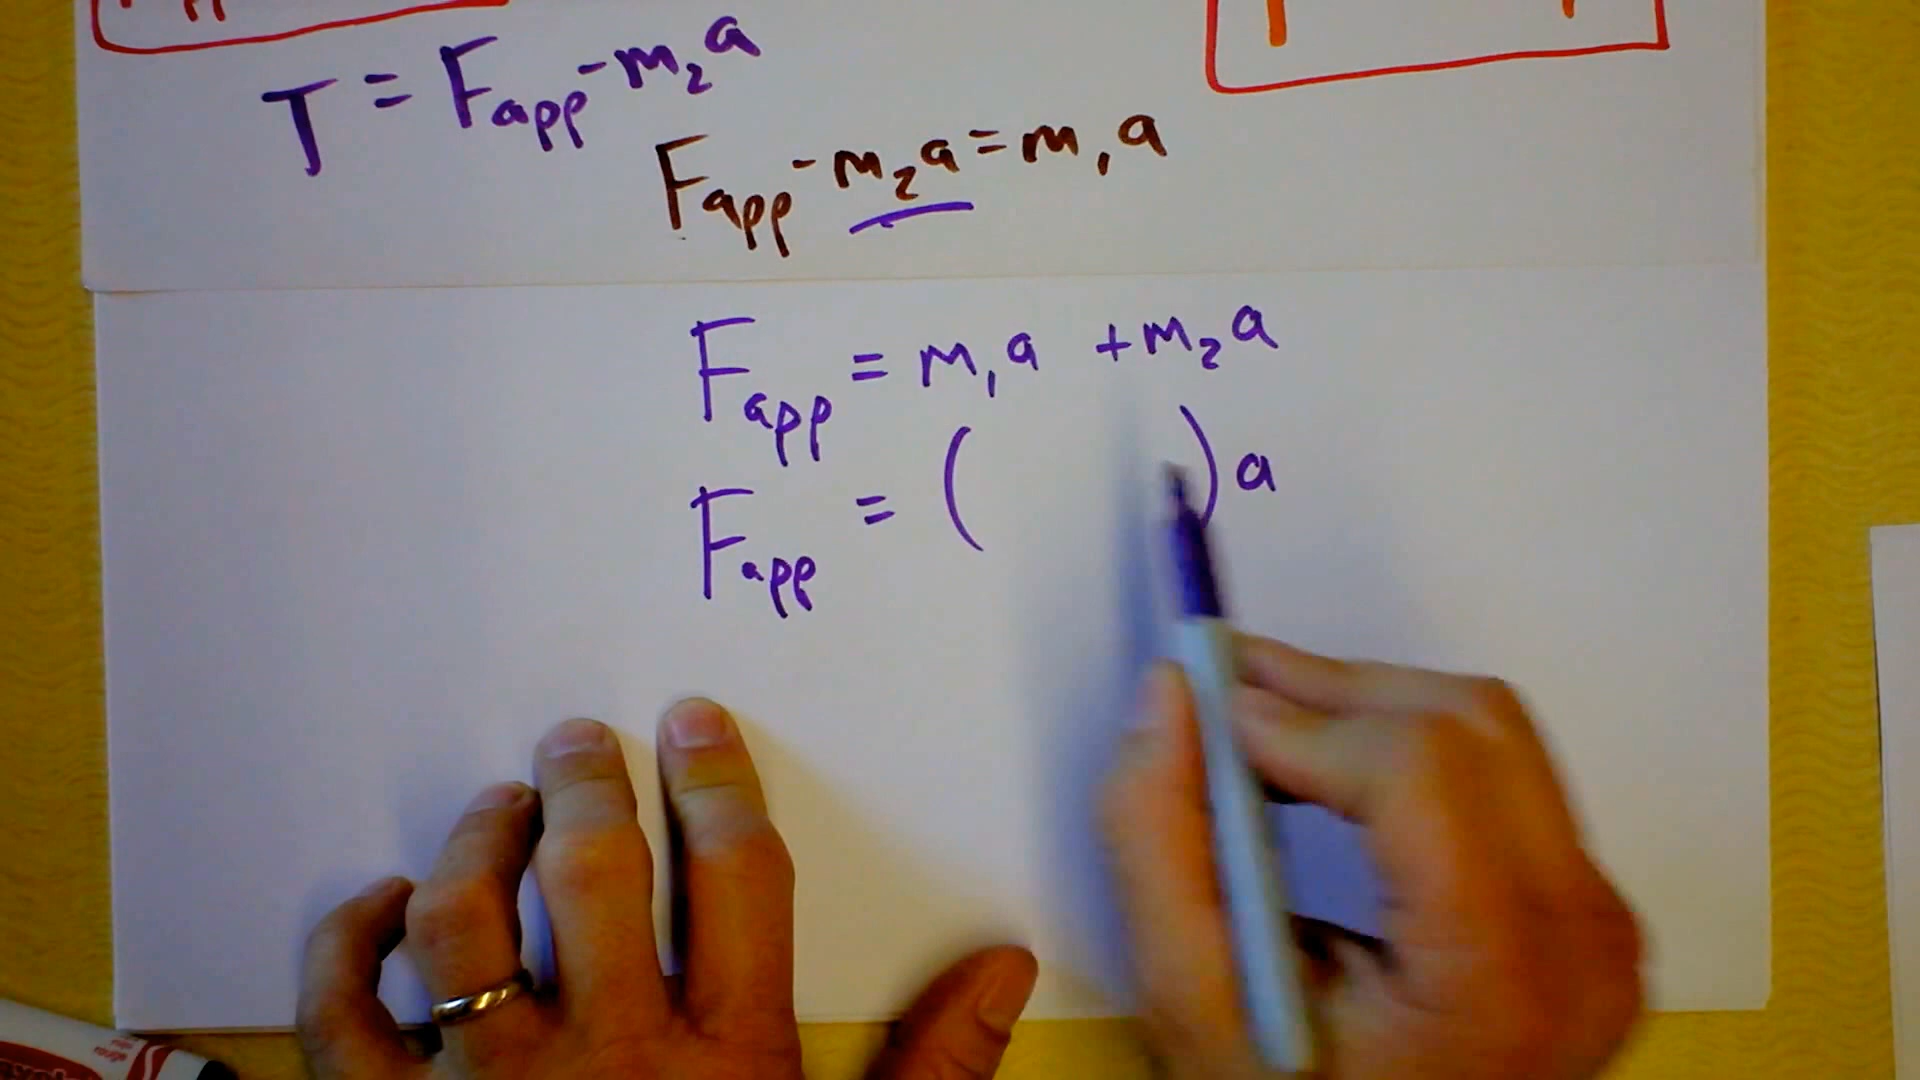 T = Fapp - m₂a
Fapp - m₂a = m₁a
Fapp = m₁a + m₂a
Fapp = (      ) a